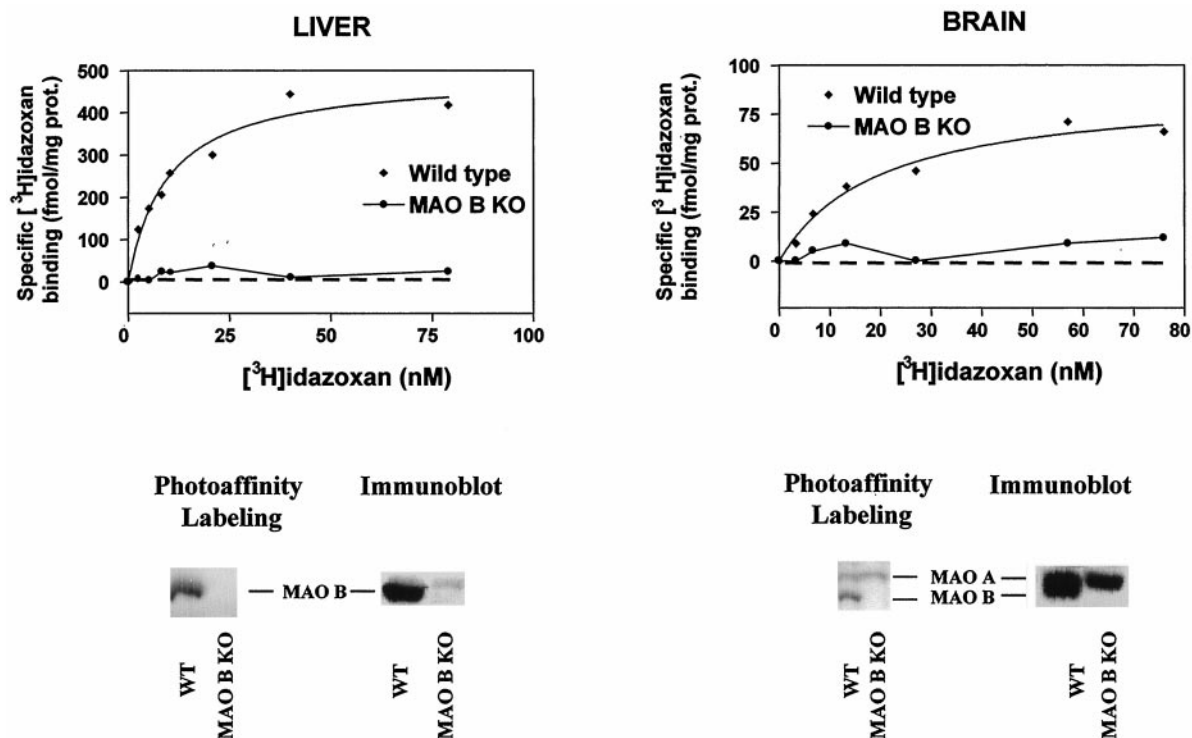 LIVER
500
400
300
200
100
0
Specific [³H]idazoxan
binding (fmol/mg prot.)
Wild type
MAO B KO
0 25 50 75 100
[³H]idazoxan (nM)
Photoaffinity
Labeling
Immunoblot
MAO B
WT
MAO B KO
WT
MAO B KO
BRAIN
100
75
50
25
0
Specific [³ H]idazoxan
binding (fmol/mg prot.)
Wild type
MAO B KO
0 10 20 30 40 50 60 70 80
[³H]idazoxan (nM)
Photoaffinity
Labeling
Immunoblot
MAO A
MAO B
WT
MAO B KO
WT
MAO B KO